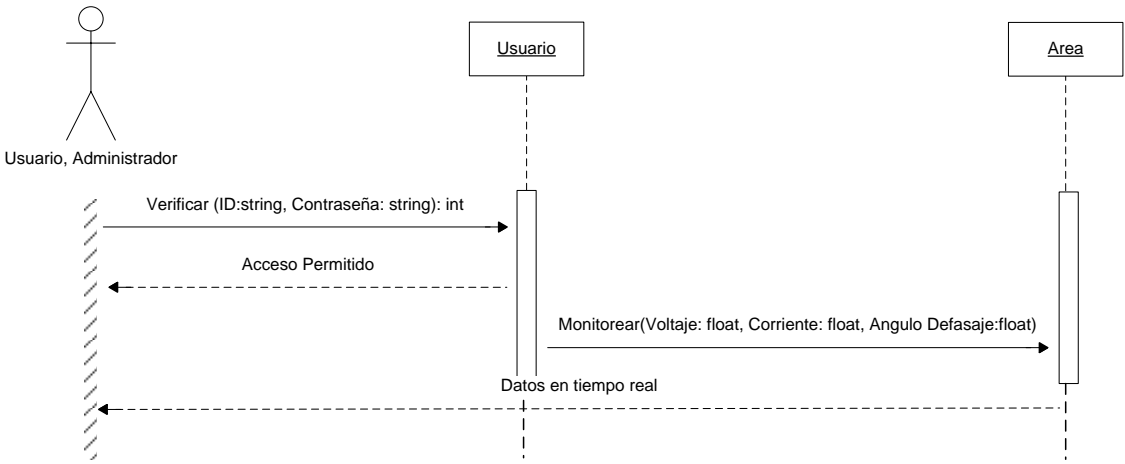 Usuario
Area
Usuario, Administrador
Verificar (ID:string, Contraseña: string): int
Acceso Permitido
Monitorear(Voltaje: float, Corriente: float, Angulo Defasaje:float)
Datos en tiempo real